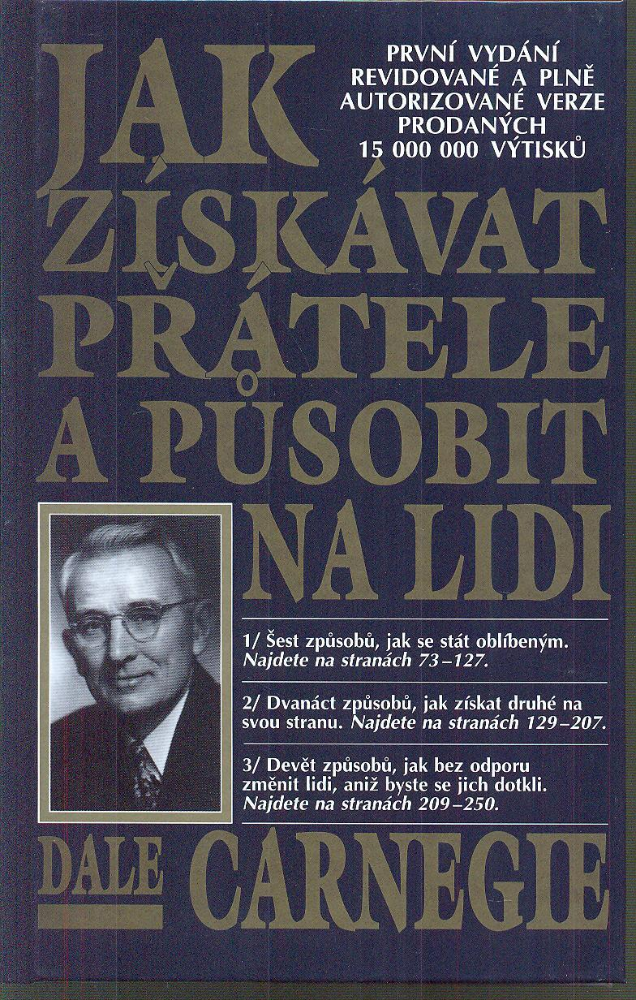 JAK
PRVNÍ VYDÁNÍ
REVIDOVANÉ A PLNĚ
AUTORIZOVANÉ VERZE
PRODANÝCH
15 000 000 VÝTISKŮ
ZÍSKÁVAT
PŘÁTELE
A PŮSOBIT
NA LIDI
1/ Šest způsobů, jak se stát oblíbeným.
Najdete na stranách 73–127.
2/ Dvanáct způsobů, jak získat druhé na
svou stranu. Najdete na stranách 129–207.
3/ Devět způsobů, jak bez odporu
změnit lidi, aniž byste se jich dotkli.
Najdete na stranách 209–250.
DALE CARNEGIE